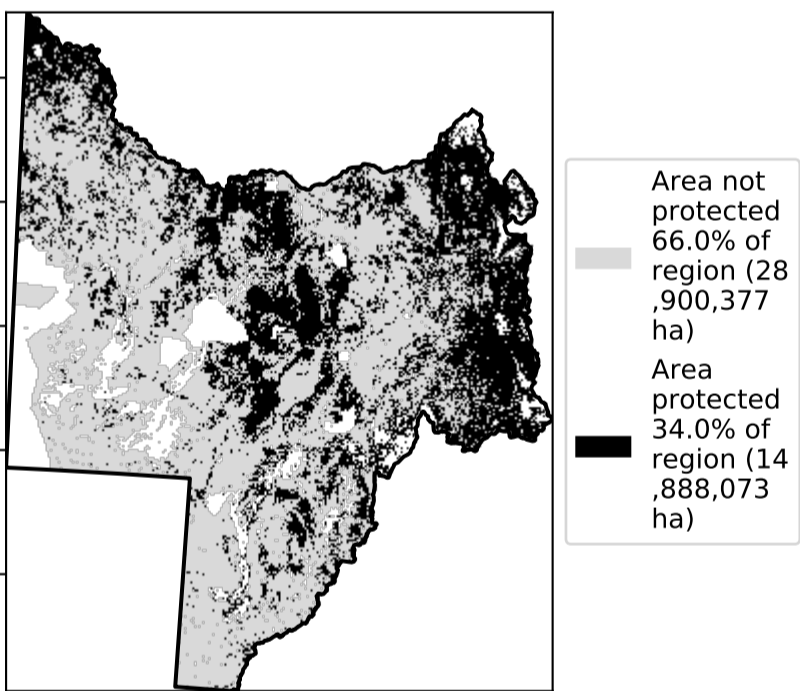 Area not
protected
66.0% of
region (28
,900,377
ha)
Area
protected
34.0% of
region (14
,888,073
ha)